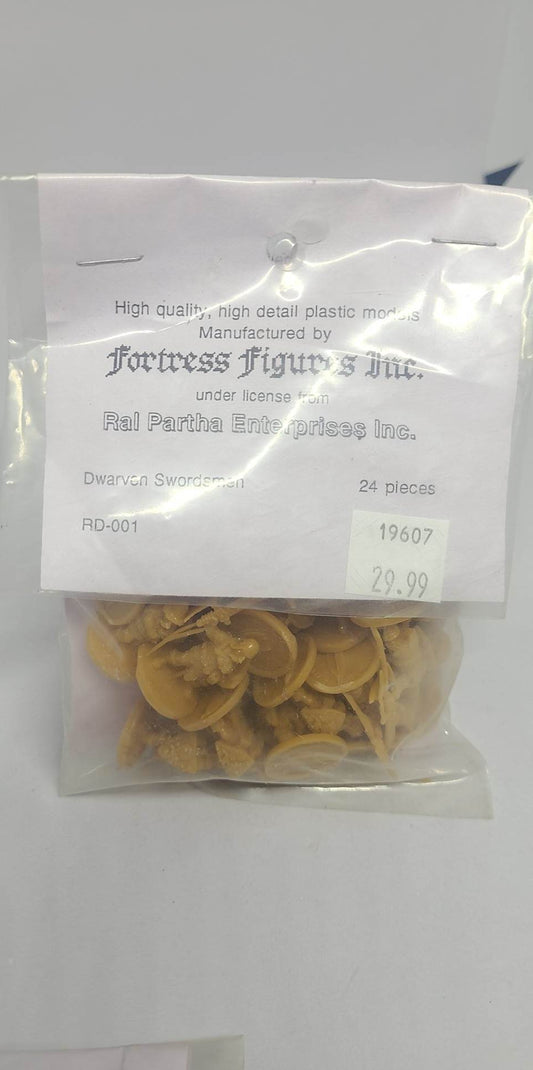 High quality, high detail plastic models
Manufactured by
Fortress Figures Inc.
under license from
Ral Partha Enterprises Inc.
Dwarven Swordsmen 24 pieces
RD-001
19607
29.99